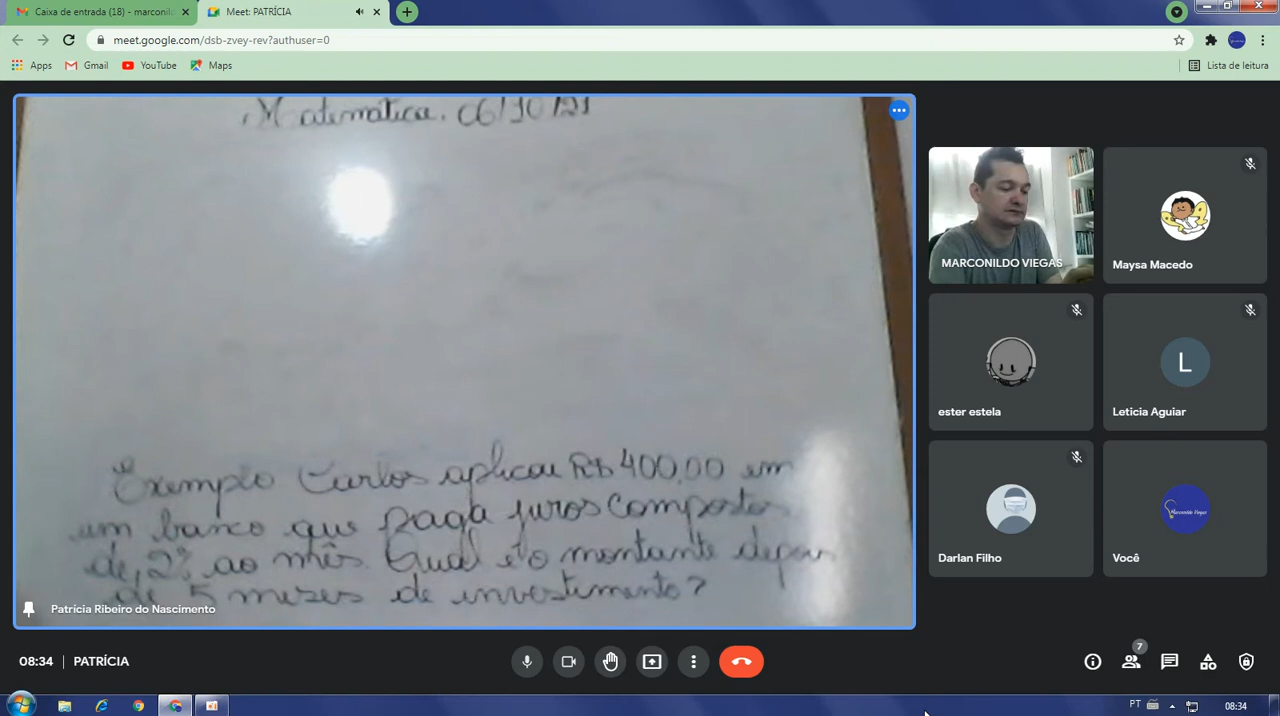 Caixa de entrada (18) - marconil
Meet: PATRÍCIA
meet.google.com/dsb-zvey-rev?authuser=0
Apps
Gmail
YouTube
Maps
Lista de leitura
Matemática. 06/10/21
Exemplo Carlos aplicou R$ 400,00 em
um banco que paga juros compostos
de 2% ao mês. Qual é o montante depois
de 5 meses de investimento?
Patrícia Ribeiro do Nascimento
MARCONILDO VIEGAS
Maysa Macedo
ester estela
L
Leticia Aguiar
Darlan Filho
Marconildo Viegas
Você
08:34 | PATRÍCIA
7
PT
08:34